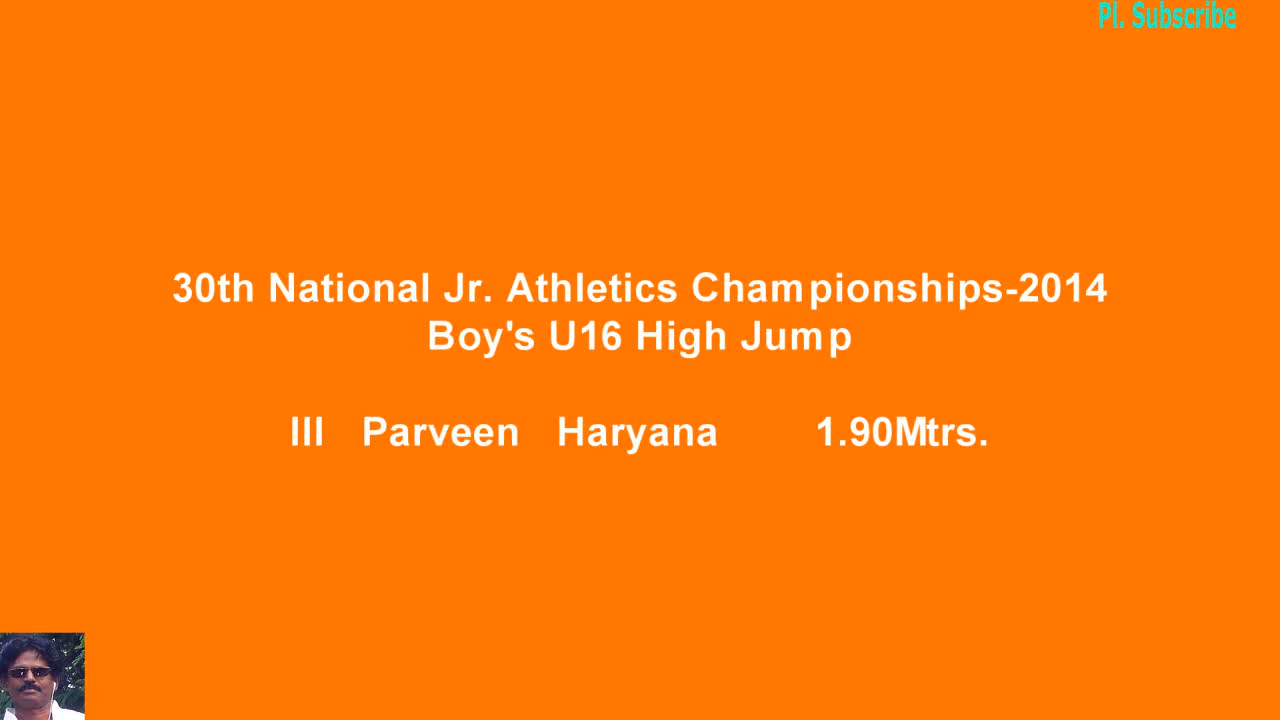 Pl. Subscribe
30th National Jr. Athletics Championships-2014
Boy's U16 High Jump
III Parveen Haryana 1.90Mtrs.